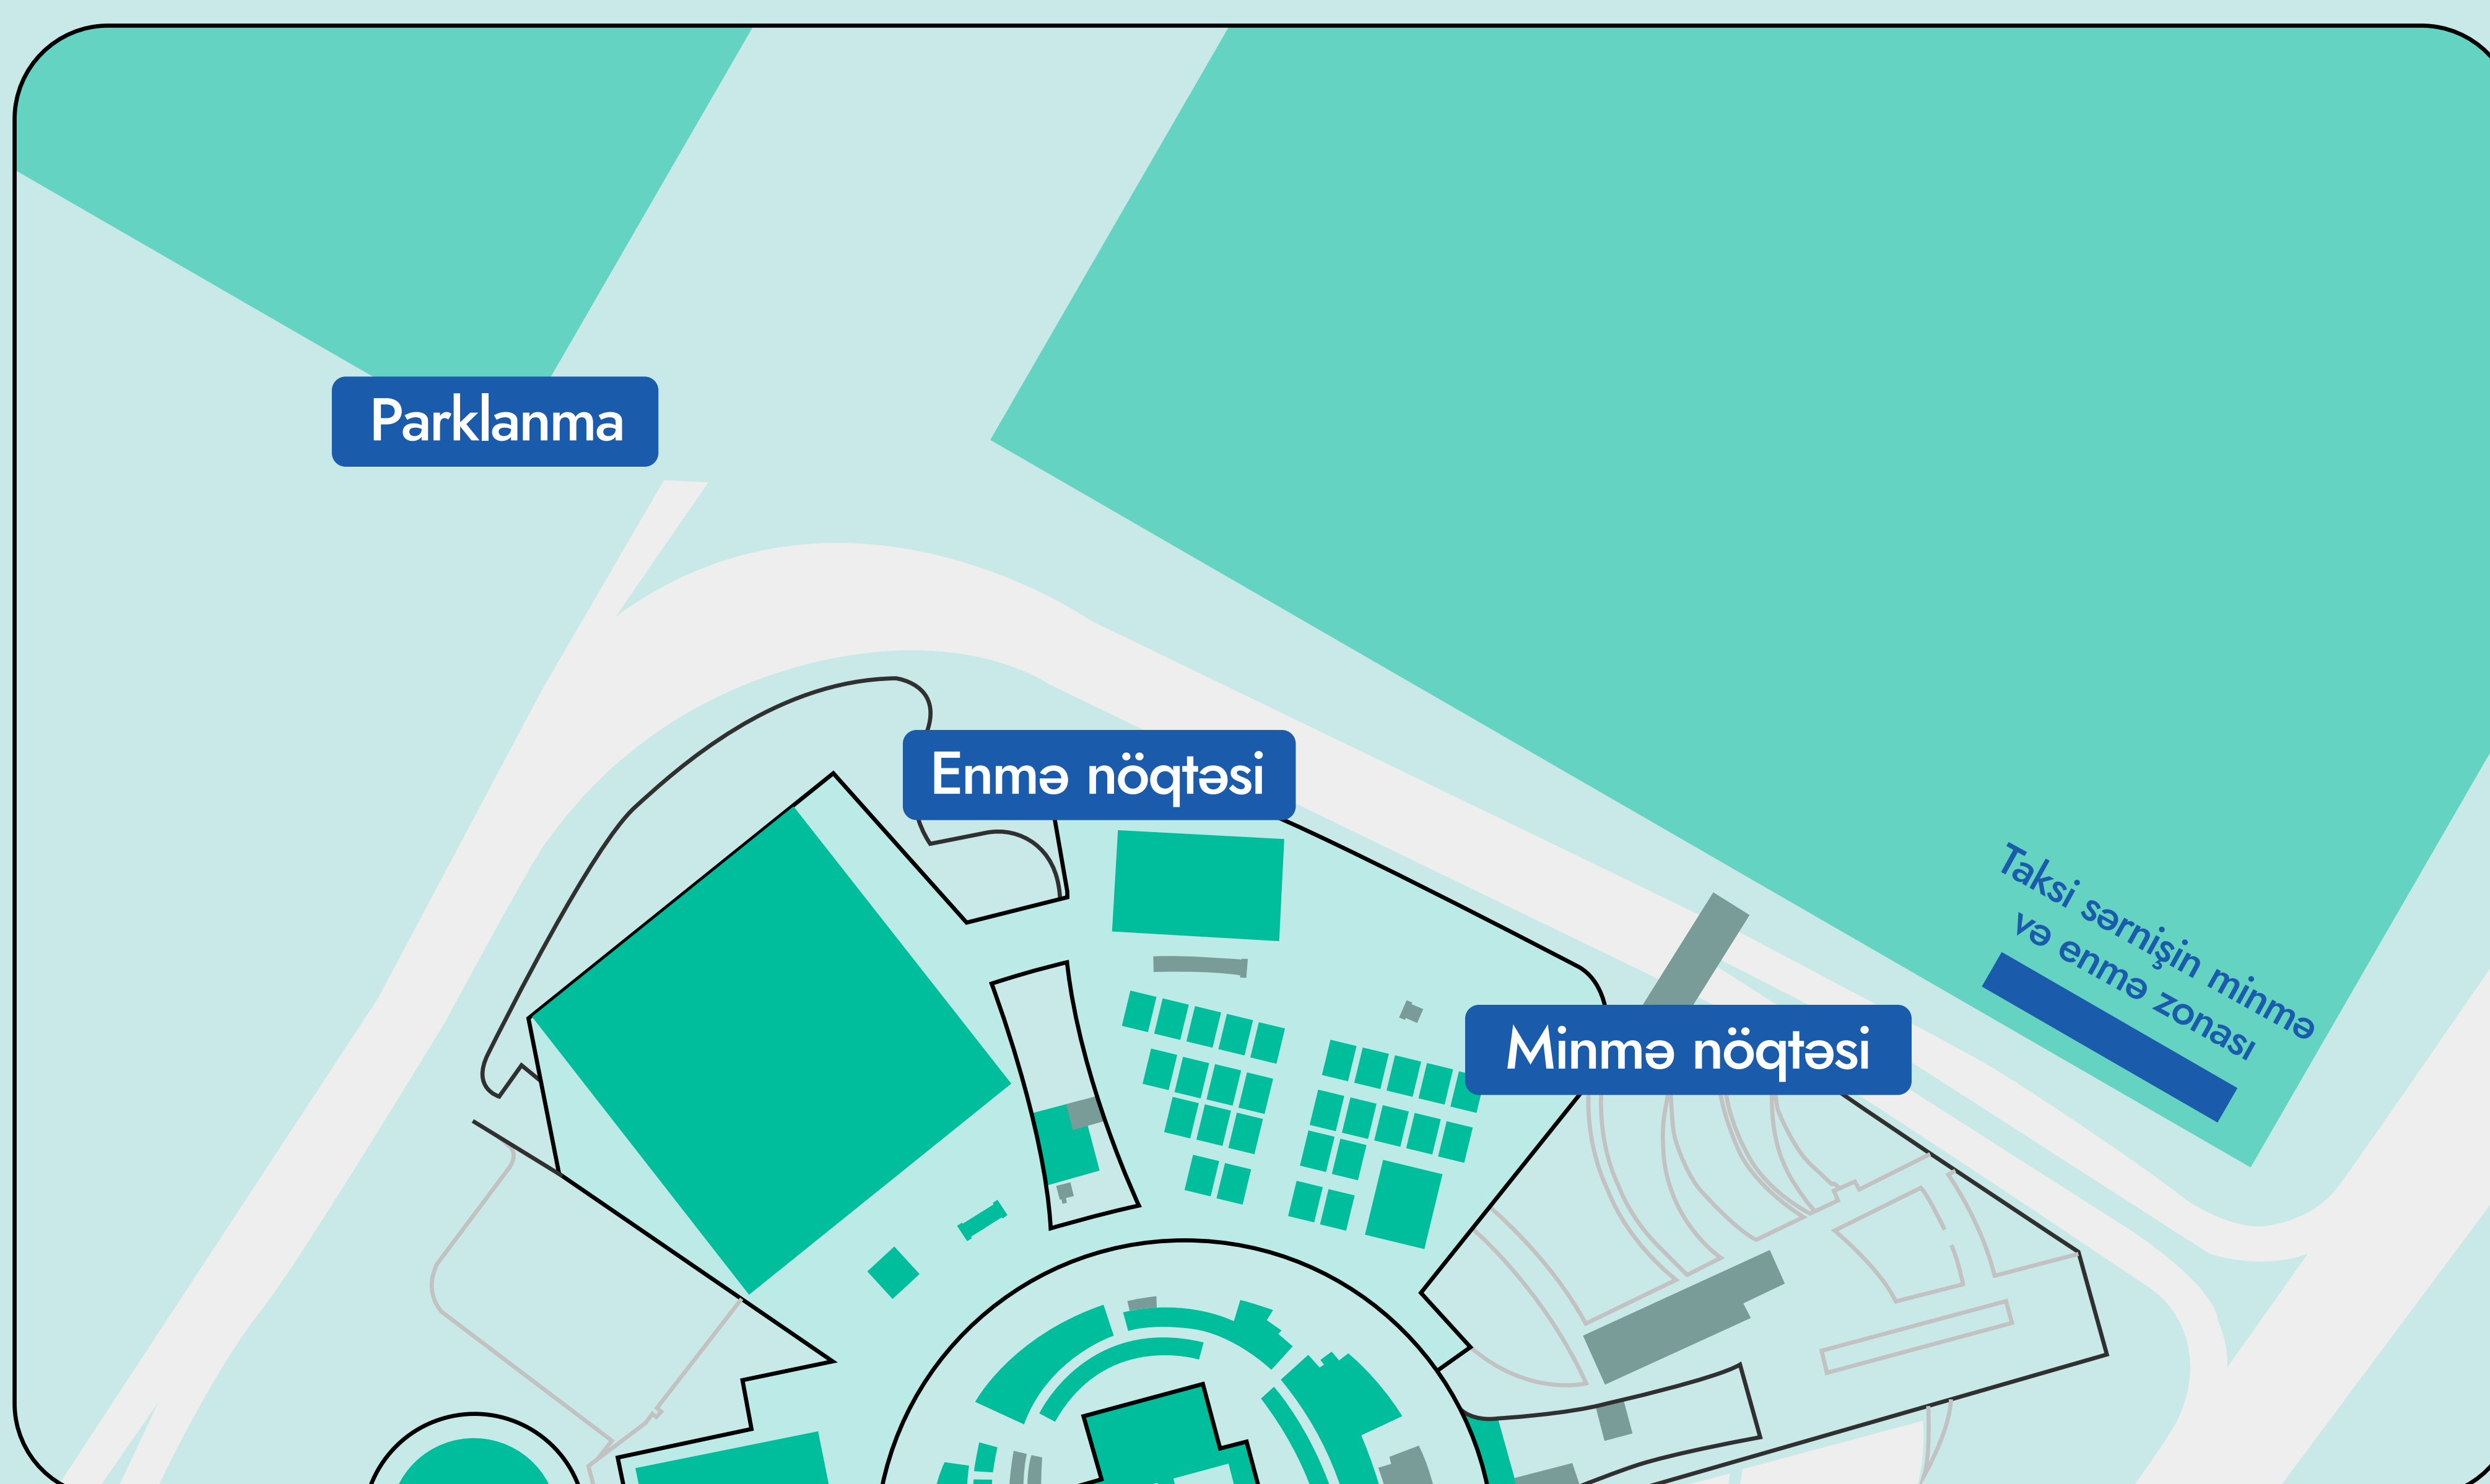 Parklanma
Enmə nöqtəsi
Minmə nöqtəsi
Taksi sərnişin minmə
və enmə zonası